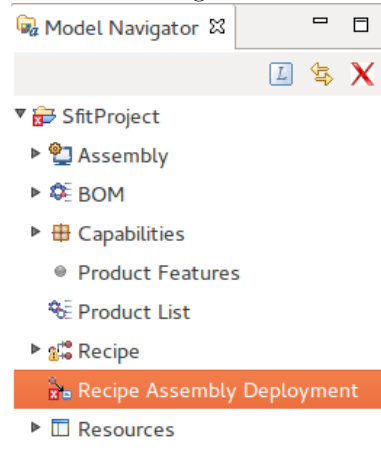 Model Navigator
L
SfitProject
Assembly
BOM
Capabilities
Product Features
Product List
Recipe
Recipe Assembly Deployment
Resources